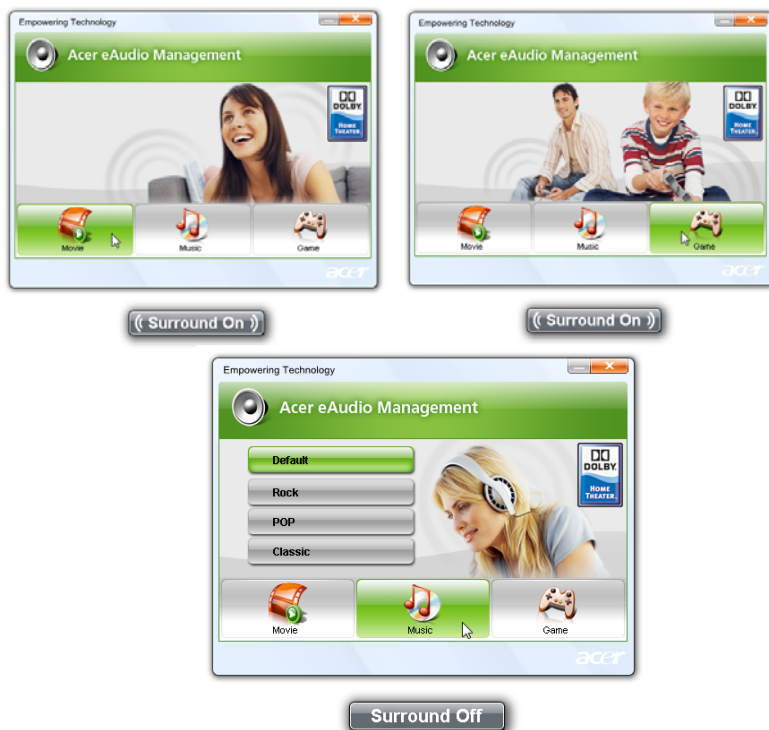 Empowering Technology
Acer eAudio Management
DOLBY
HOME THEATER
Movie
Music
Game
acer
(( Surround On ))
Empowering Technology
Acer eAudio Management
DOLBY
HOME THEATER
Movie
Music
Game
acer
(( Surround On ))
Empowering Technology
Acer eAudio Management
Default
Rock
POP
Classic
DOLBY
HOME THEATER
Movie
Music
Game
acer
Surround Off